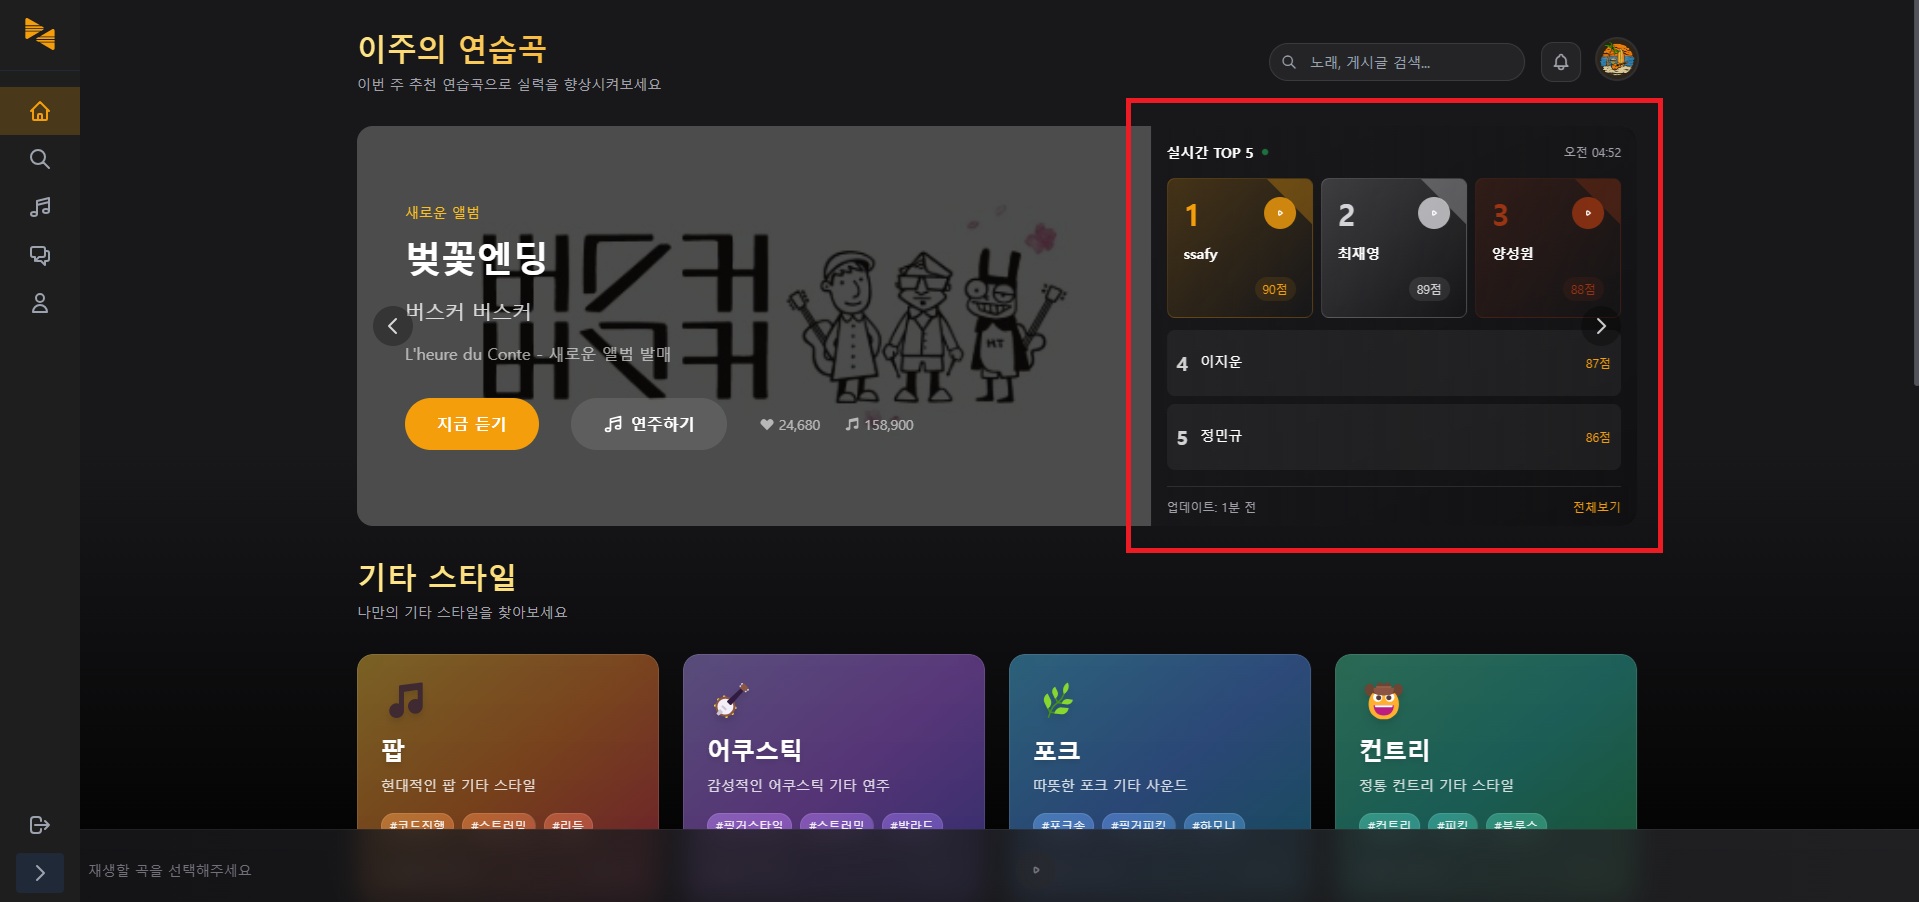 이주의 연습곡
이번 주 추천 연습곡으로 실력을 향상시켜보세요
노래, 게시글 검색...
새로운 앨범
벚꽃엔딩
버스커 버스커
L'heure du Conte - 새로운 앨범 발매
지금 듣기
연주하기
24,680
158,900
버스커
버스커
H.T
실시간 TOP 5
오전 04:52
1
ssafy
90점
2
최재영
89점
3
양성원
88점
4 이지운 87점
5 정민규 86점
업데이트: 1분 전
전체보기
기타 스타일
나만의 기타 스타일을 찾아보세요
팝
현대적인 팝 기타 스타일
#코드진행 #스트러밍 #리듬
어쿠스틱
감성적인 어쿠스틱 기타 연주
#핑거스타일 #스트러밍 #발라드
포크
따뜻한 포크 기타 사운드
#포크송 #핑거피킹 #하모니
컨트리
정통 컨트리 기타 스타일
#컨트리 #피킹 #블루스
재생할 곡을 선택해주세요